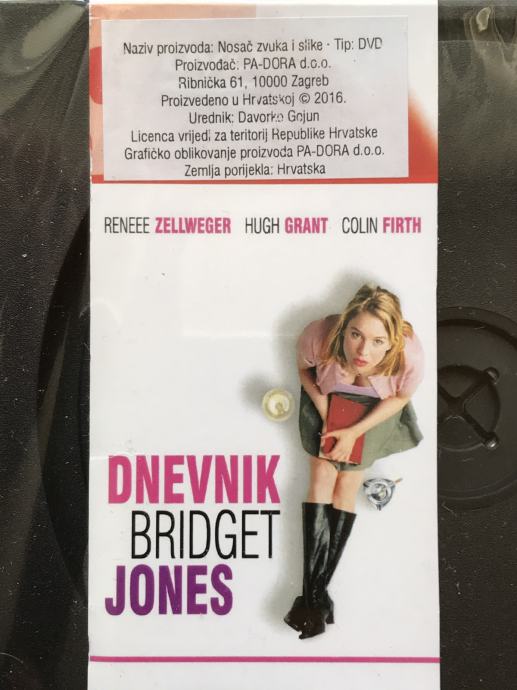 Naziv proizvoda: Nosač zvuka i slike · Tip: DVD
Proizvođač: PA-DORA d.o.o.
Ribnička 61, 10000 Zagreb
Proizvedeno u Hrvatskoj © 2016.
Urednik: Davorko Gojun
Licenca vrijedi za teritorij Republike Hrvatske
Grafičko oblikovanje proizvoda PA-DORA d.o.o.
Zemlja porijekla: Hrvatska
RENEEE ZELLWEGER HUGH GRANT COLIN FIRTH
DNEVNIK
BRIDGET
JONES